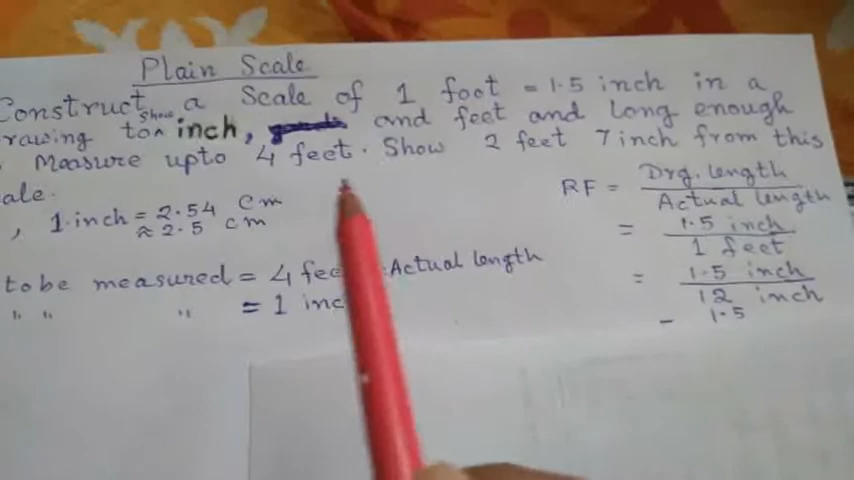 Plain Scale
Construct a Scale of 1 foot = 1.5 inch in a
show
rawing to^ inch, and feet and long enough
Measure upto 4 feet. Show 2 feet 7 inch from this
ale.
, 1 inch = 2.54 cm
≈ 2.5 cm
to be measured = 4 fee Actual length
" " " = 1 inc
RF = Drg. length
Actual length
= 1.5 inch
1 feet
= 1.5 inch
12 inch
1.5